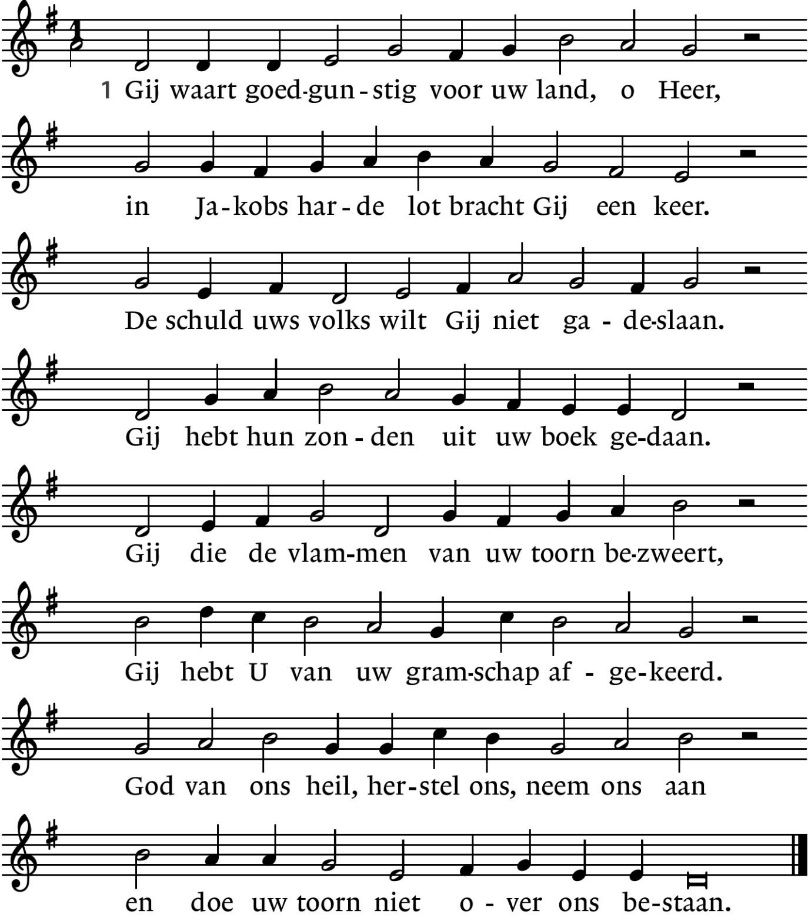 1
1 Gij waart goed-gun-stig voor uw land, o Heer,
in Ja-kobs har-de lot bracht Gij een keer.
De schuld uws volks wilt Gij niet ga-de-slaan.
Gij hebt hun zon-den uit uw boek ge-daan.
Gij die de vlam-men van uw toorn be-zweert,
Gij hebt U van uw gram-schap af-ge-keerd.
God van ons heil, her-stel ons, neem ons aan
en doe uw toorn niet o-ver ons be-staan.